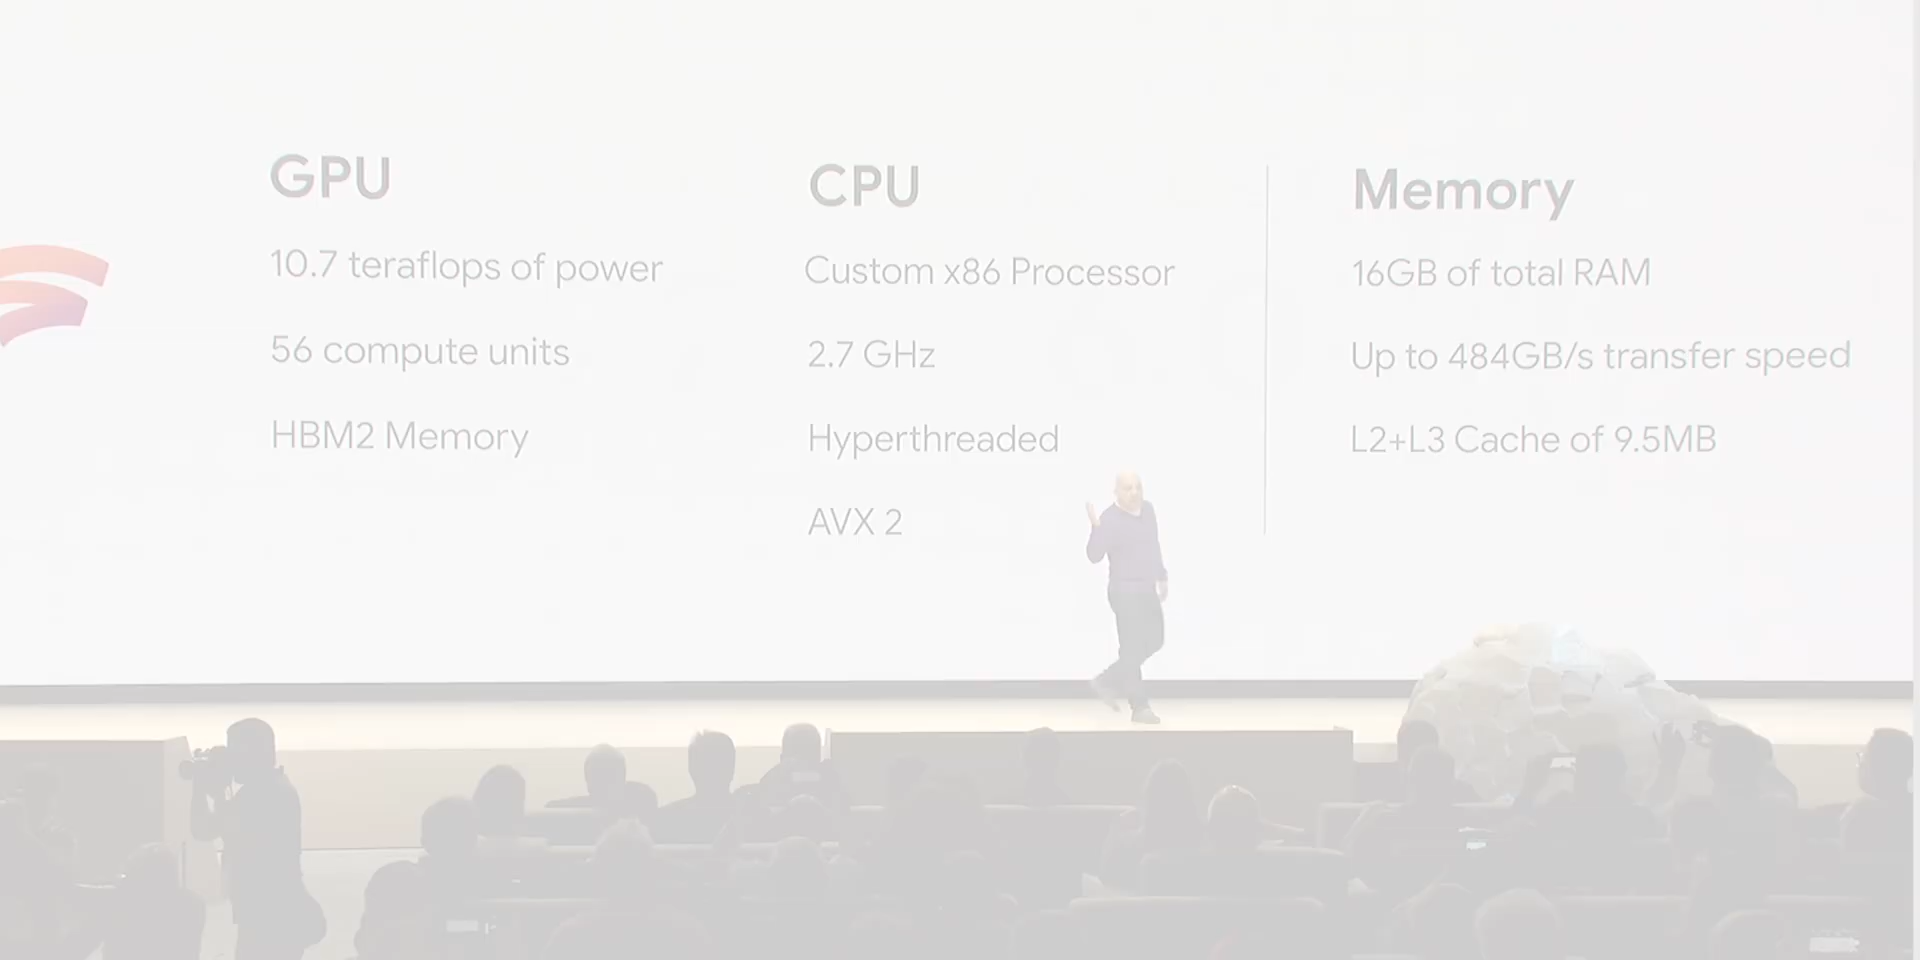 GPU
10.7 teraflops of power
56 compute units
HBM2 Memory
CPU
Custom x86 Processor
2.7 GHz
Hyperthreaded
AVX 2
Memory
16GB of total RAM
Up to 484GB/s transfer speed
L2+L3 Cache of 9.5MB